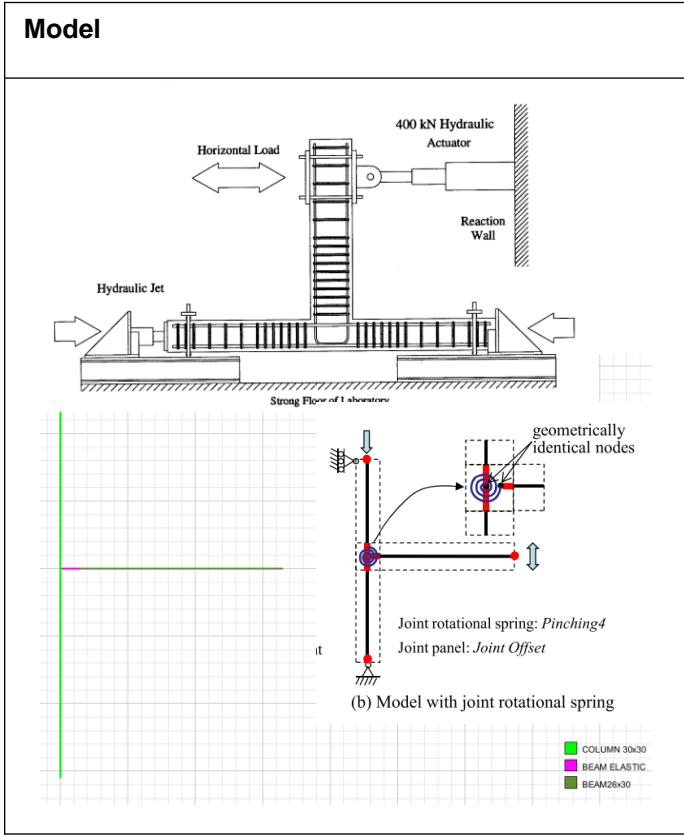 Model
400 kN Hydraulic
Actuator
Horizontal Load
Reaction
Wall
Hydraulic Jet
Strong Floor of Laboratory
geometrically
identical nodes
Joint rotational spring: Pinching4
Joint panel: Joint Offset
(b) Model with joint rotational spring
COLUMN 30x30
BEAM ELASTIC
BEAM26x30